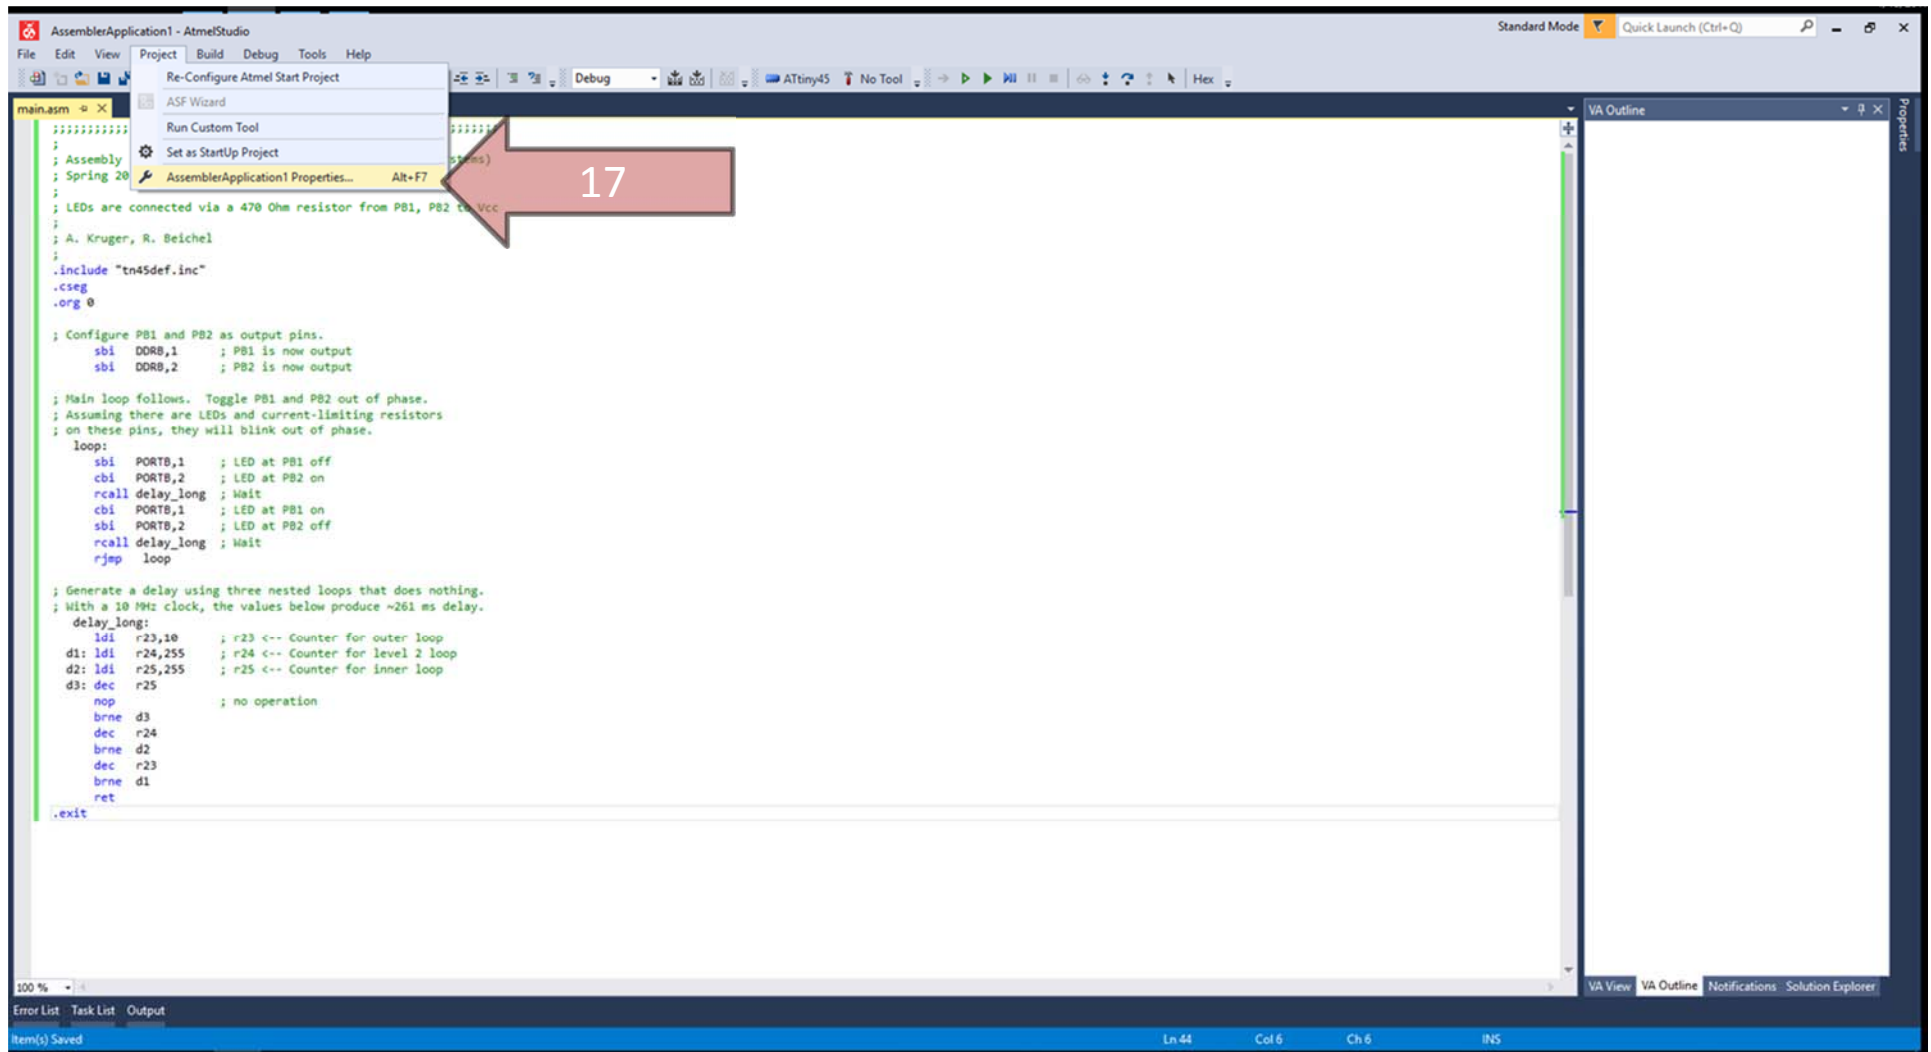 AssemblerApplication1 - AtmelStudio
Standard Mode
Quick Launch (Ctrl+Q)
File Edit View Project Build Debug Tools Help
Debug
ATtiny45
No Tool
Hex
Re-Configure Atmel Start Project
ASF Wizard
Run Custom Tool
Set as StartUp Project
AssemblerApplication1 Properties... Alt+F7
17
main.asm
VA Outline
Properties
;;;;;;;;;;; ;;;;;;;
;
; Assembly stems)
; Spring 20
;
; LEDs are connected via a 470 Ohm resistor from PB1, PB2 to Vcc
;
; A. Kruger, R. Beichel
;
.include "tn45def.inc"
.cseg
.org 0
; Configure PB1 and PB2 as output pins.
sbi DDRB,1 ; PB1 is now output
sbi DDRB,2 ; PB2 is now output
; Main loop follows. Toggle PB1 and PB2 out of phase.
; Assuming there are LEDs and current-limiting resistors
; on these pins, they will blink out of phase.
loop:
sbi PORTB,1 ; LED at PB1 off
cbi PORTB,2 ; LED at PB2 on
rcall delay_long ; Wait
cbi PORTB,1 ; LED at PB1 on
sbi PORTB,2 ; LED at PB2 off
rcall delay_long ; Wait
rjmp loop
; Generate a delay using three nested loops that does nothing.
; With a 10 MHz clock, the values below produce ~261 ms delay.
delay_long:
ldi r23,10 ; r23 <-- Counter for outer loop
d1: ldi r24,255 ; r24 <-- Counter for level 2 loop
d2: ldi r25,255 ; r25 <-- Counter for inner loop
d3: dec r25
nop ; no operation
brne d3
dec r24
brne d2
dec r23
brne d1
ret
.exit
100 %
VA View VA Outline Notifications Solution Explorer
Error List Task List Output
Item(s) Saved
Ln 44 Col 6 Ch 6 INS